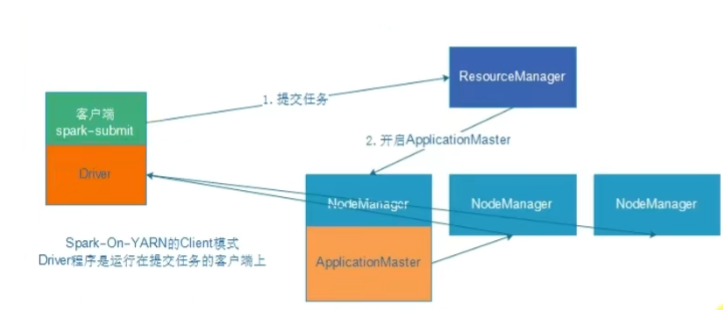 ResourceManager
1.提交任务
客户端
spark-submit
2.开启ApplicationMaster
Driver
NodeManager
NodeManager
NodeManager
Spark-On-YARN的Client模式
Driver程序是运行在提交任务的客户端上
ApplicationMaster